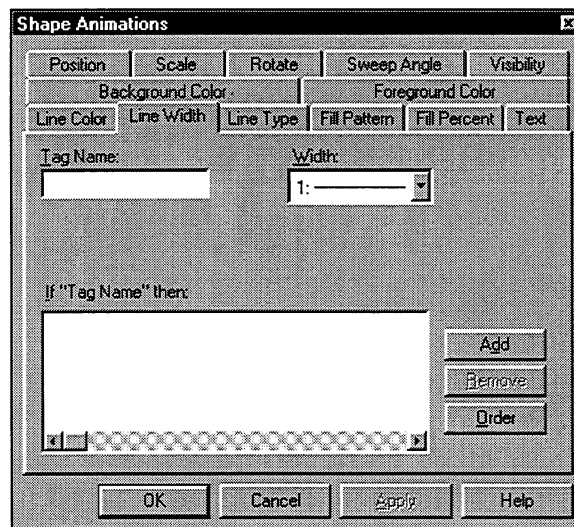 Shape Animations
Position Scale Rotate Sweep Angle Visibility
Background Color Foreground Color
Line Color Line Width Line Type Fill Pattern Fill Percent Text
Tag Name: Width:
1:
If "Tag Name" then:
Add
Remove
Order
OK Cancel Apply Help